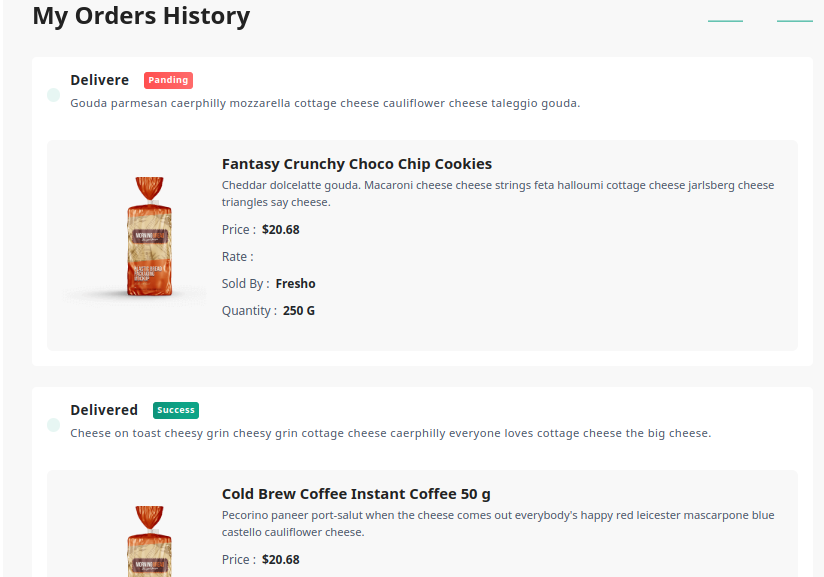 My Orders History
Delivere Panding
Gouda parmesan caerphilly mozzarella cottage cheese cauliflower cheese taleggio gouda.
Fantasy Crunchy Choco Chip Cookies
Cheddar dolcelatte gouda. Macaroni cheese cheese strings feta halloumi cottage cheese jarlsberg cheese
triangles say cheese.
Price : $20.68
Rate :
Sold By : Fresho
Quantity : 250 G
Delivered Success
Cheese on toast cheesy grin cheesy grin cottage cheese caerphilly everyone loves cottage cheese the big cheese.
Cold Brew Coffee Instant Coffee 50 g
Pecorino paneer port-salut when the cheese comes out everybody's happy red leicester mascarpone blue
castello cauliflower cheese.
Price : $20.68